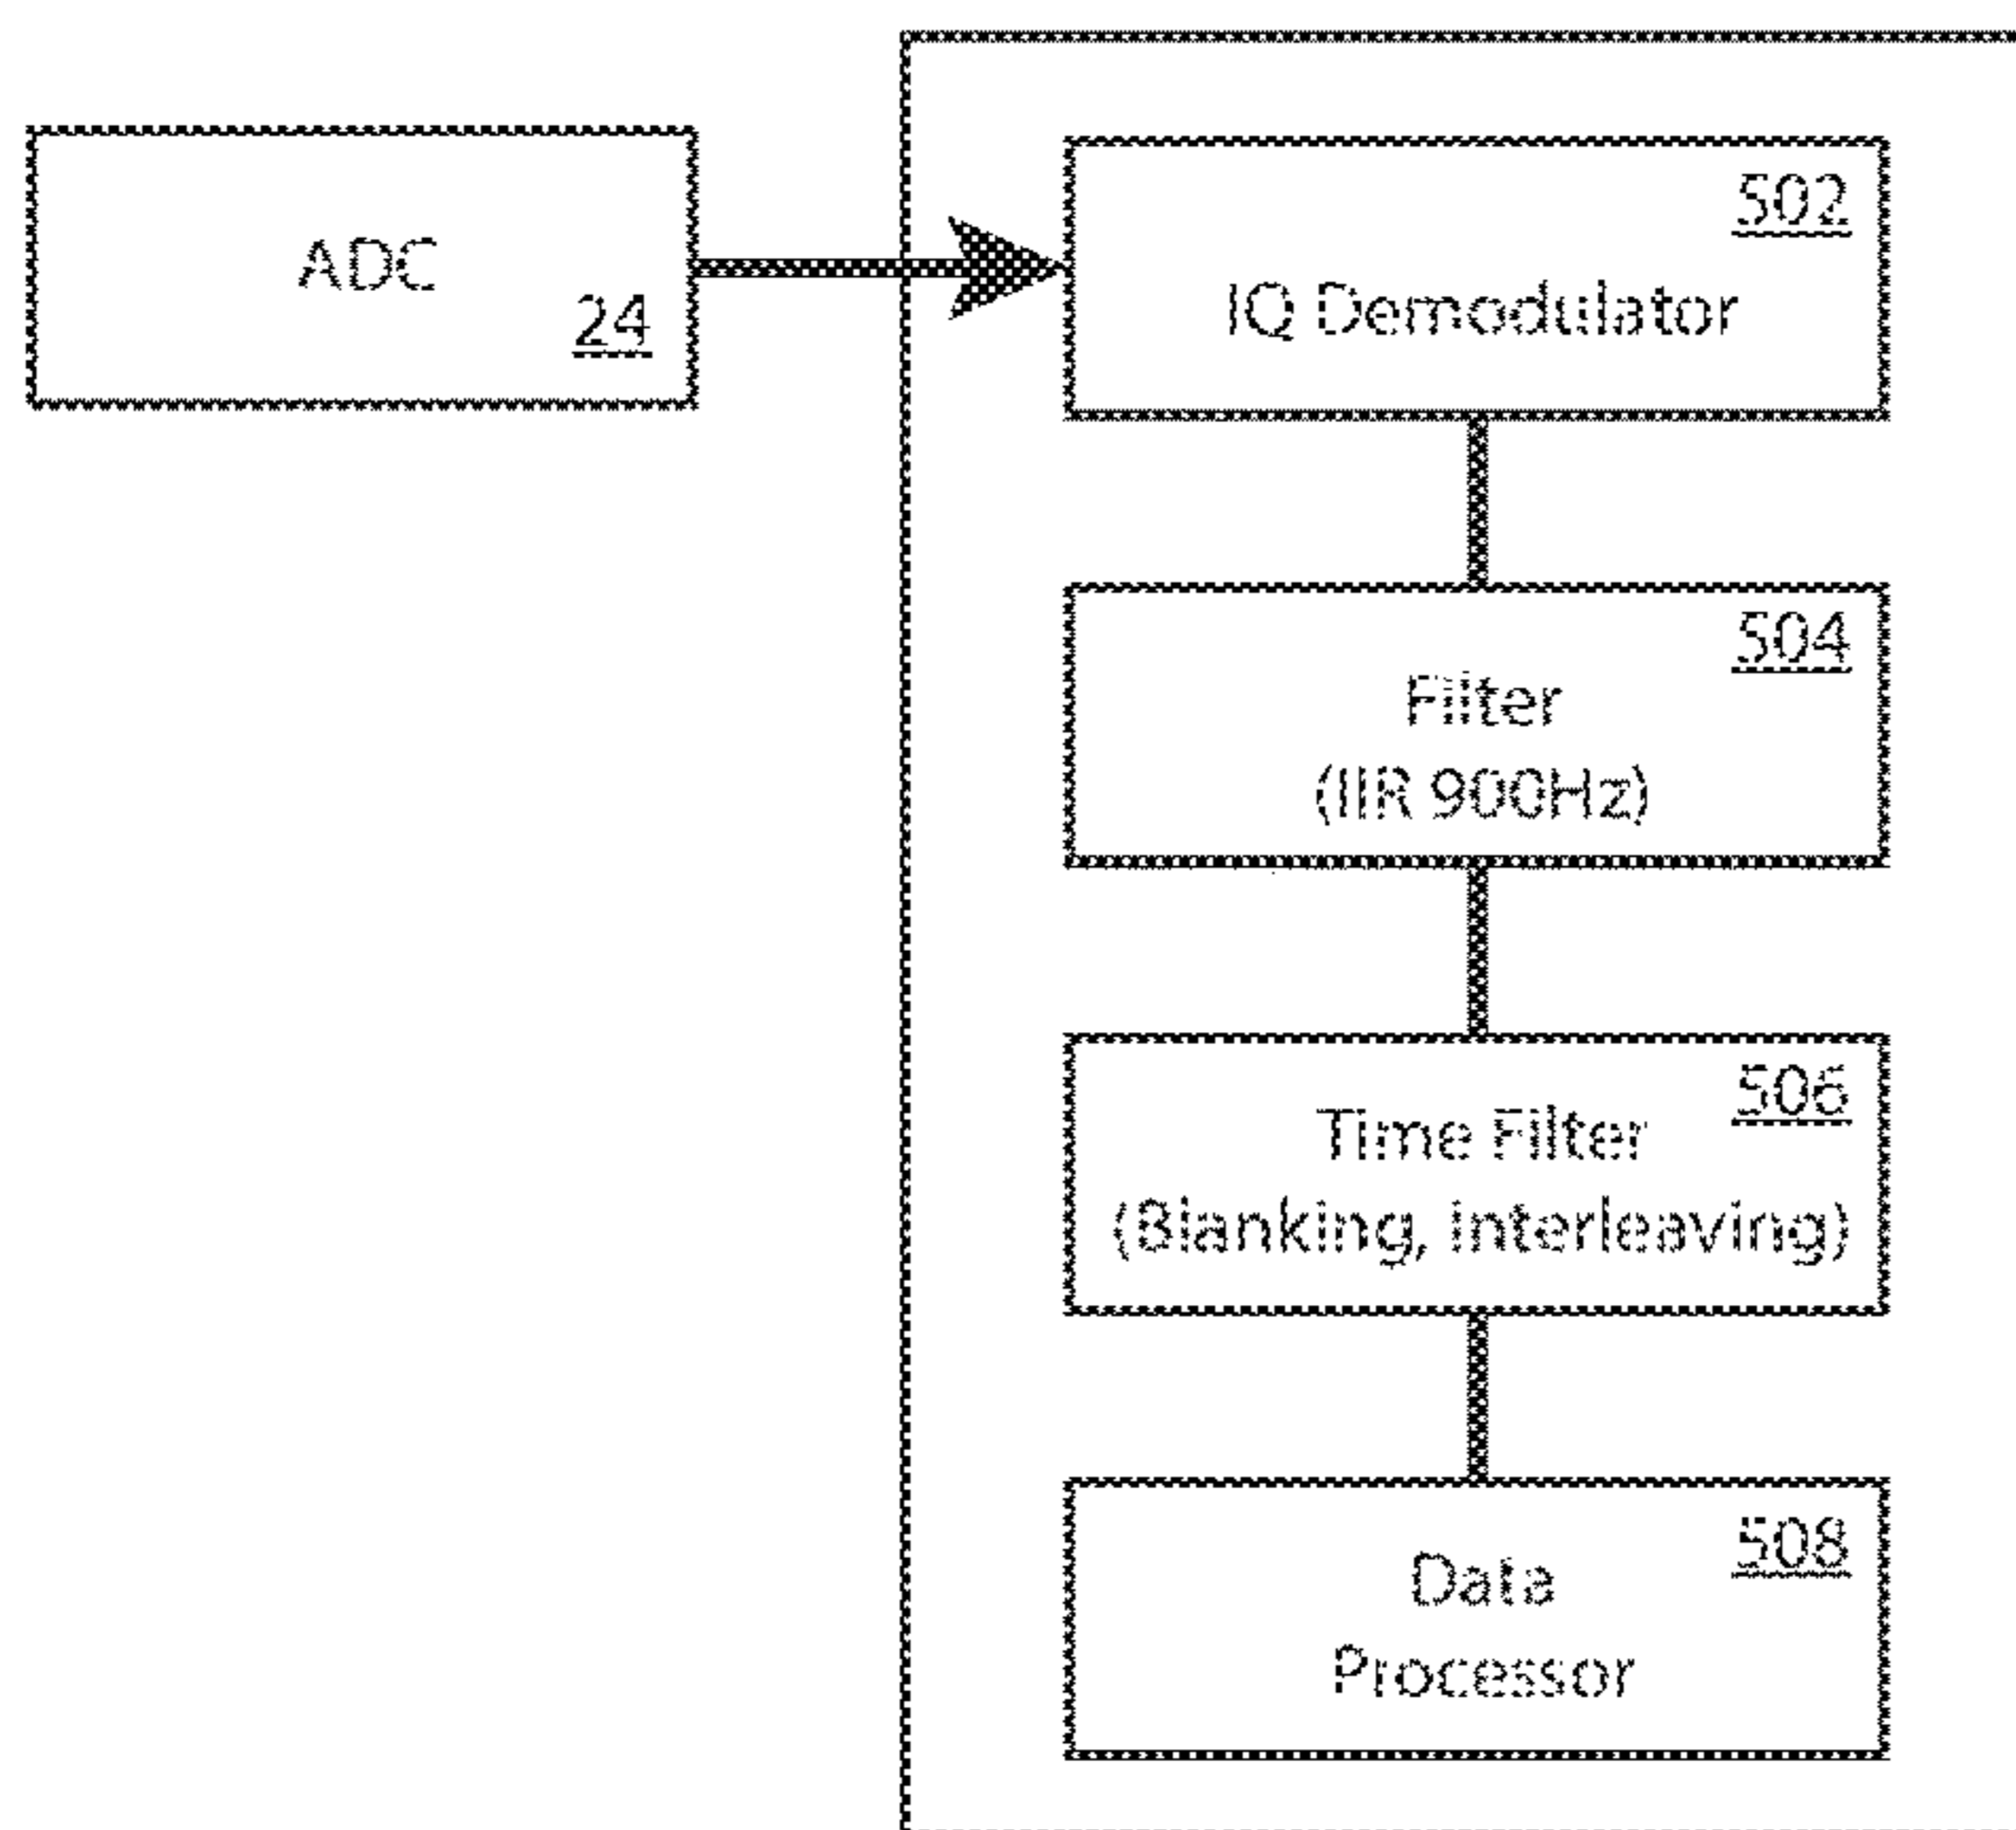 ADC
24
502
IQ Demodulator
504
Filter
(IIR 900Hz)
506
Time Filter
(Blanking, interleaving)
508
Data
Processor